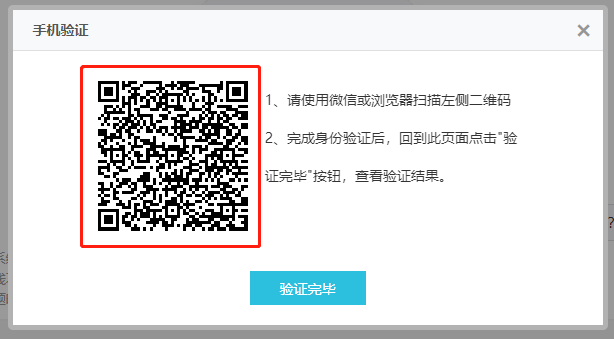 手机验证
1、请使用微信或浏览器扫描左侧二维码
2、完成身份验证后，回到此页面点击"验
证完毕"按钮，查看验证结果。
验证完毕